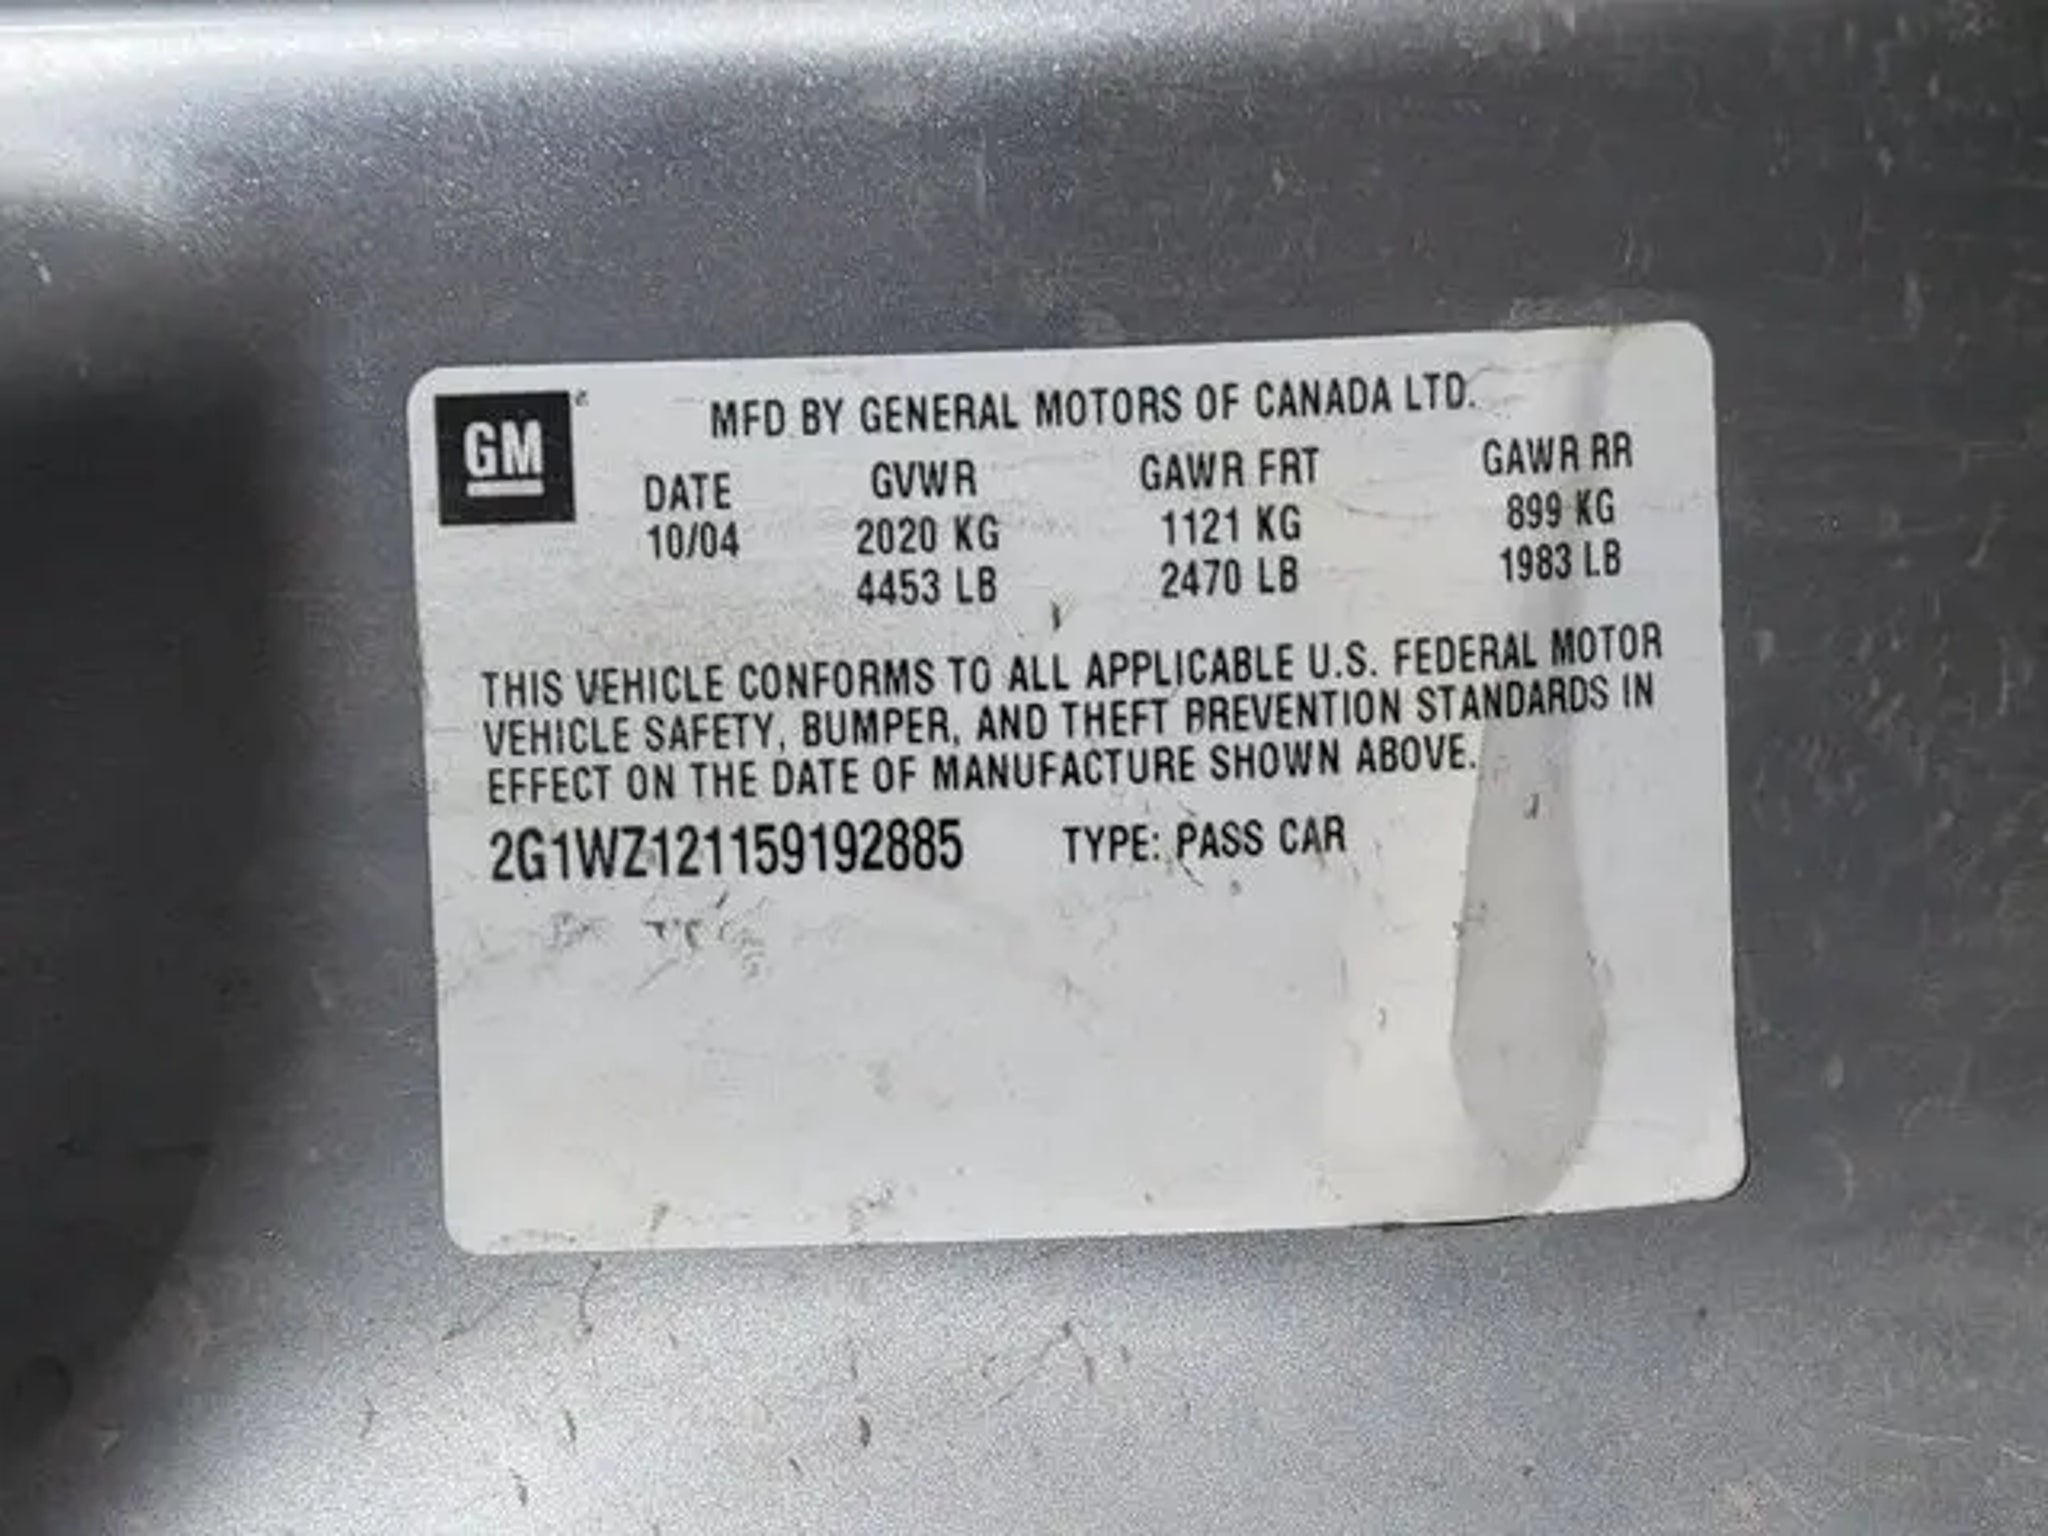 GM
MFD BY GENERAL MOTORS OF CANADA LTD.
DATE GVWR GAWR FRT GAWR RR
10/04 2020 KG 1121 KG 899 KG
4453 LB 2470 LB 1983 LB
THIS VEHICLE CONFORMS TO ALL APPLICABLE U.S. FEDERAL MOTOR
VEHICLE SAFETY, BUMPER, AND THEFT PREVENTION STANDARDS IN
EFFECT ON THE DATE OF MANUFACTURE SHOWN ABOVE.
2G1WZ121159192885 TYPE: PASS CAR